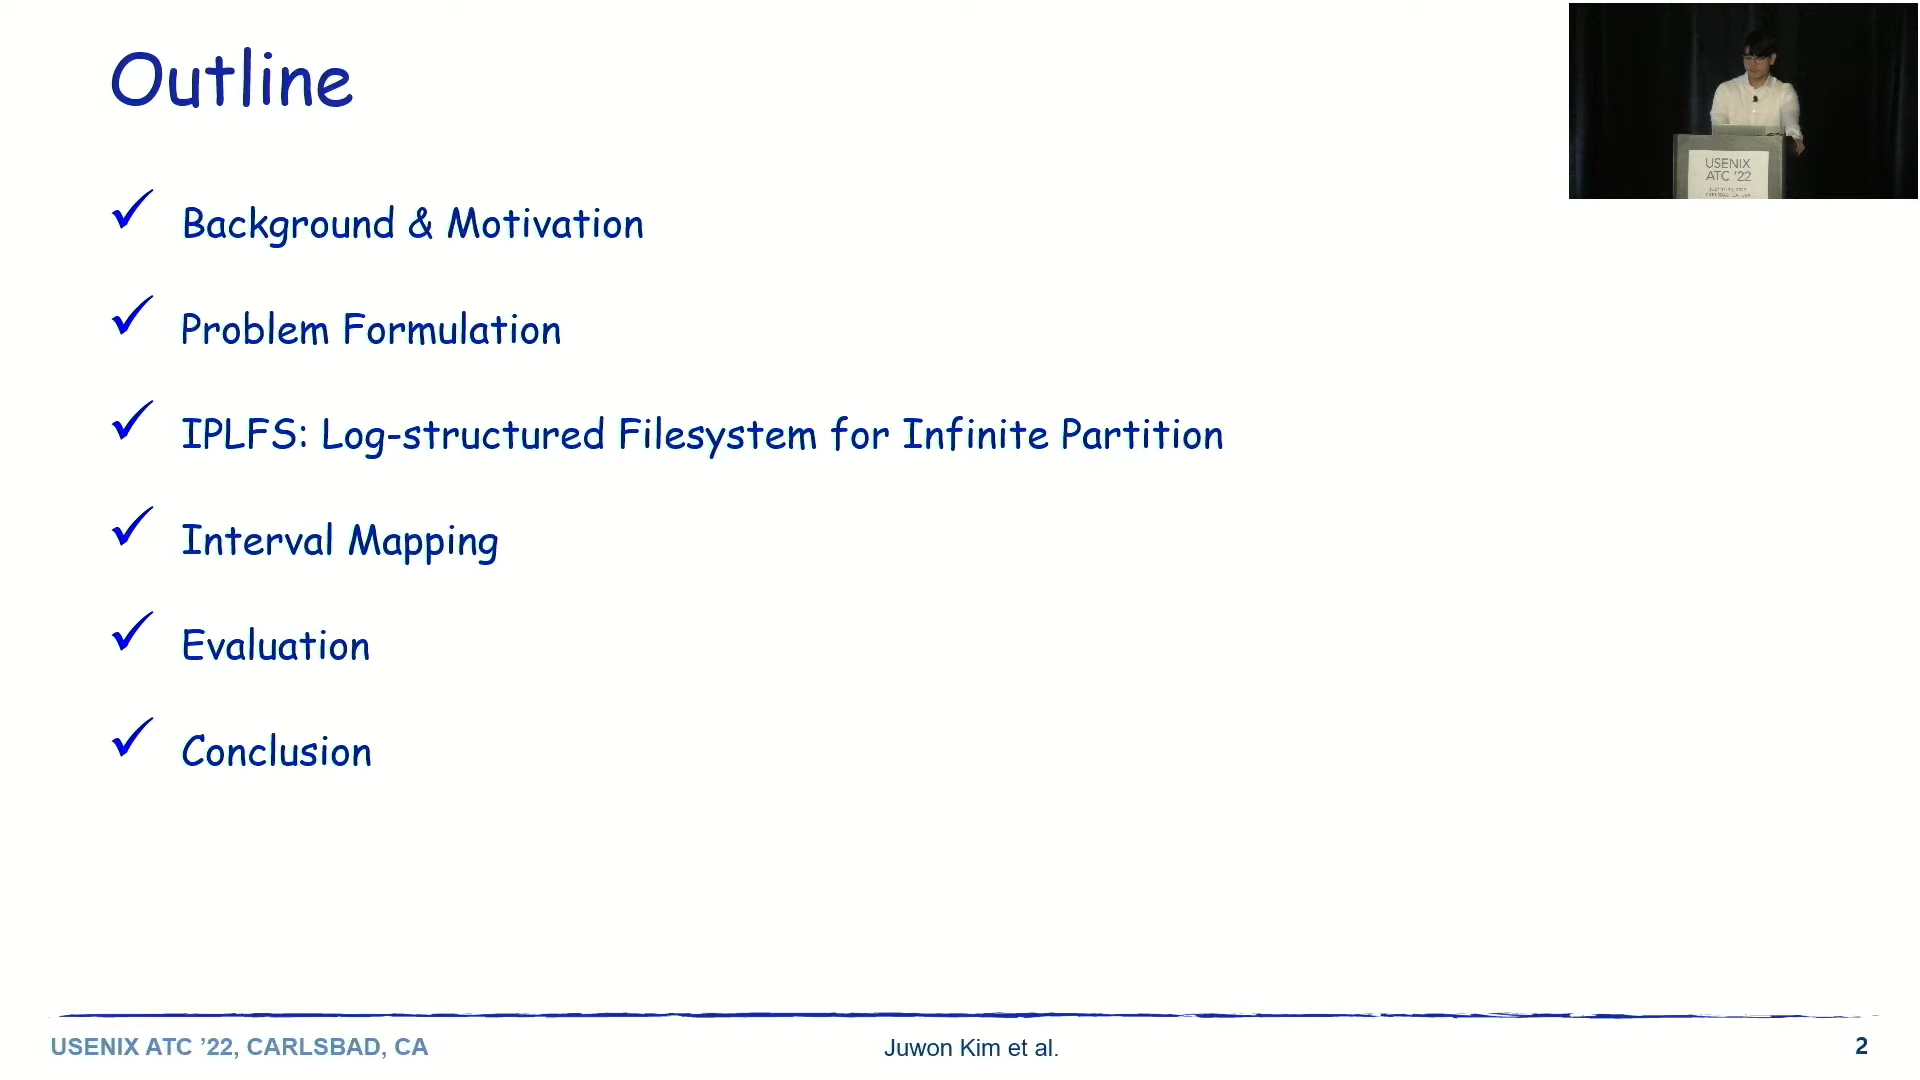 Outline
USENIX
ATC '22
Background & Motivation
Problem Formulation
IPLFS: Log-structured Filesystem for Infinite Partition
Interval Mapping
Evaluation
Conclusion
USENIX ATC ’22, CARLSBAD, CA
Juwon Kim et al.
2